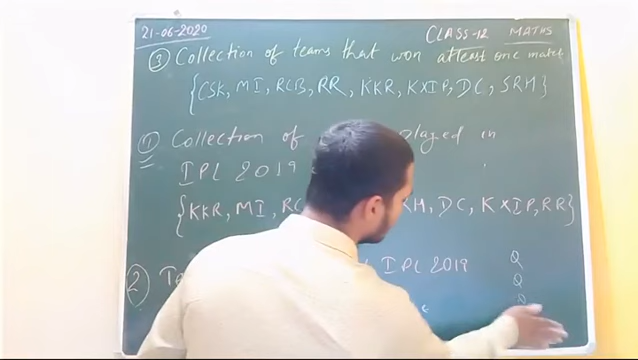 21-06-2020 CLASS-12 MATHS
③ Collection of teams that won atleast one match
{CSK, MI, RCB, RR, KKR, KXIP, DC, SRH}
① Collection of played in
IPL 2019
{KKR, MI, RC RH, DC, KXIP, RR}
② Te IPL 2019 Q
Q
Q